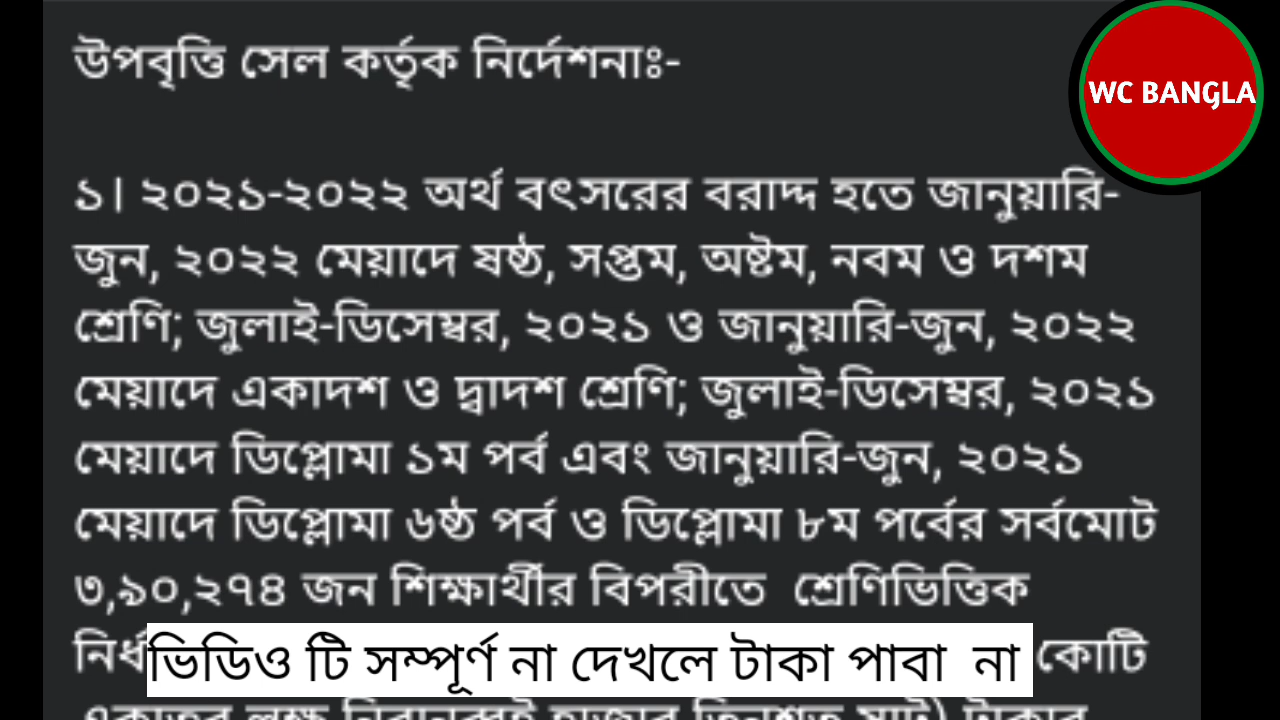 উপবৃত্তি সেল কর্তৃক নির্দেশনাঃ-
WC BANGLA
১। ২০২১-২০২২ অর্থ বৎসরের বরাদ্দ হতে জানুয়ারি-
জুন, ২০২২ মেয়াদে ষষ্ঠ, সপ্তম, অষ্টম, নবম ও দশম
শ্রেণি; জুলাই-ডিসেম্বর, ২০২১ ও জানুয়ারি-জুন, ২০২২
মেয়াদে একাদশ ও দ্বাদশ শ্রেণি; জুলাই-ডিসেম্বর, ২০২১
মেয়াদে ডিপ্লোমা ১ম পর্ব এবং জানুয়ারি-জুন, ২০২১
মেয়াদে ডিপ্লোমা ৬ষ্ঠ পর্ব ও ডিপ্লোমা ৮ম পর্বের সর্বমোট
৩,৯০,২৭৪ জন শিক্ষার্থীর বিপরীতে শ্রেণিভিত্তিক
কোটি
ভিডিও টি সম্পূর্ণ না দেখলে টাকা পাবা না